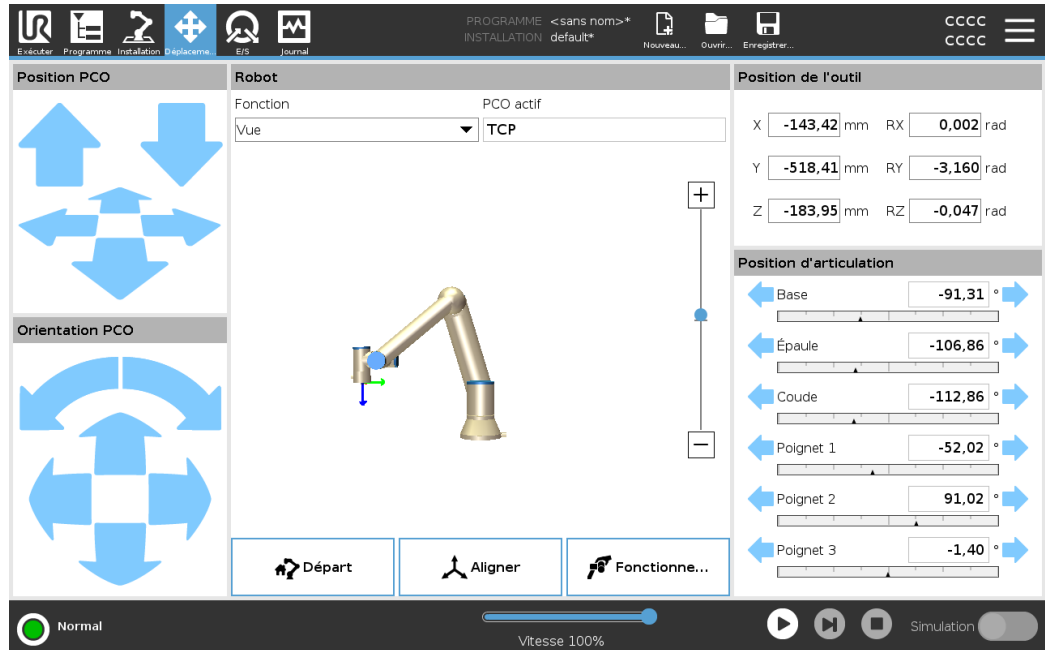 UR
PROGRAMME <sans nom>*
INSTALLATION default*
CCCC
CCCC
Exécuter Programme Installation Déplaceme... E/S Journal Nouveau... Ouvrir... Enregistrer...
Position PCO
Robot
Position de l'outil
Fonction PCO actif
Vue TCP
X -143,42 mm RX 0,002 rad
Y -518,41 mm RY -3,160 rad
Z -183,95 mm RZ -0,047 rad
Position d'articulation
Base -91,31 °
Épaule -106,86 °
Coude -112,86 °
Poignet 1 -52,02 °
Poignet 2 91,02 °
Poignet 3 -1,40 °
Orientation PCO
Départ Aligner Fonctionne...
Normal
Vitesse 100%
Simulation